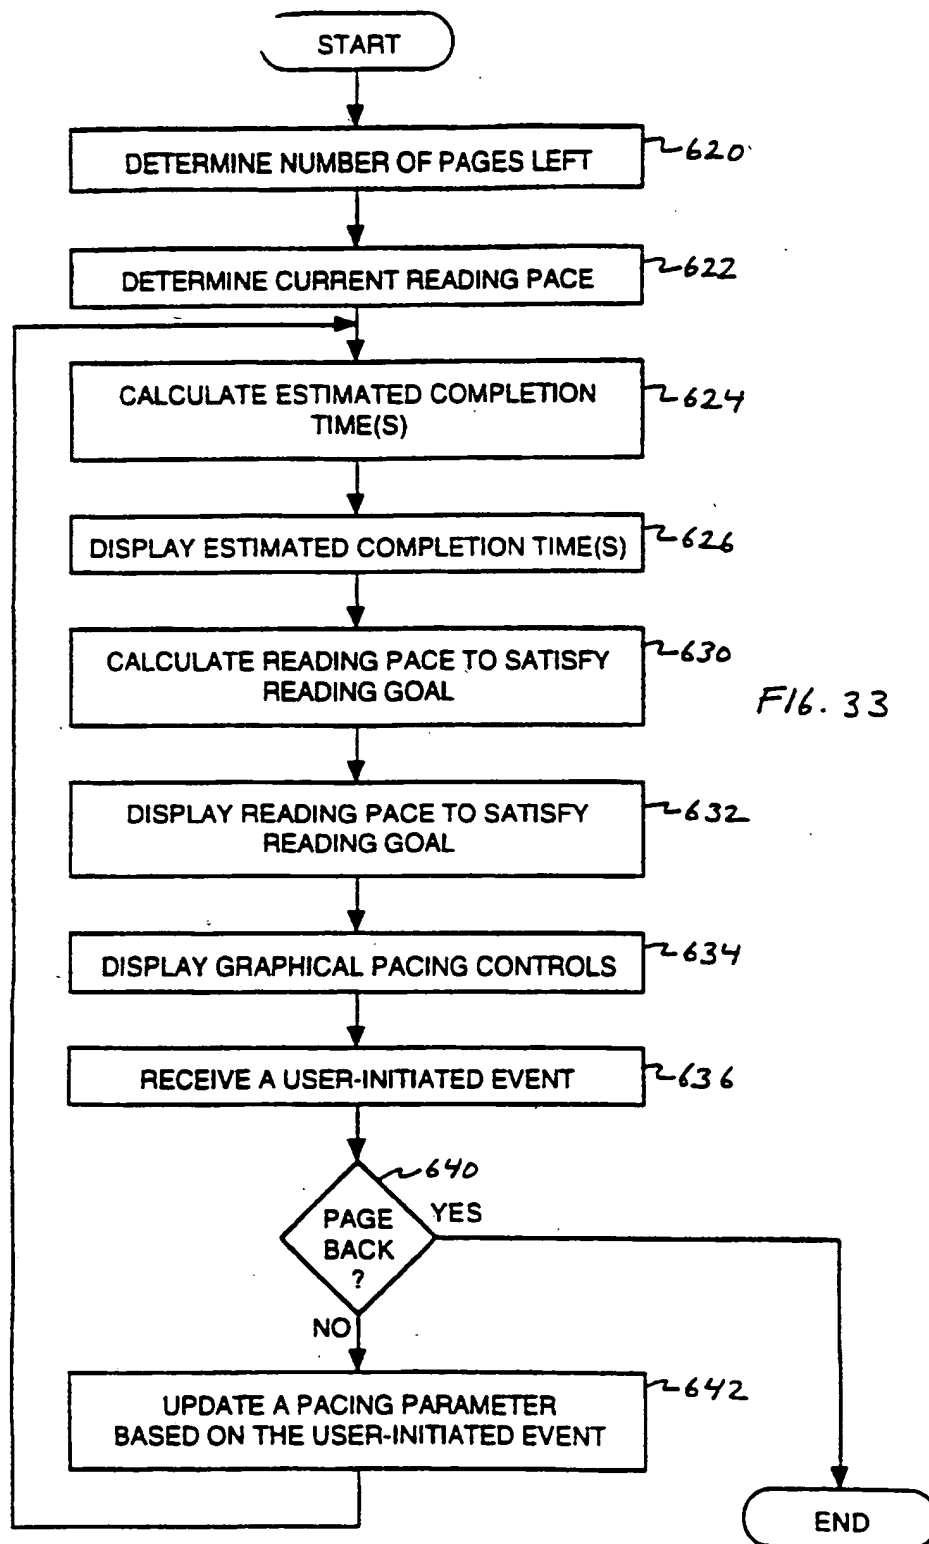 START
DETERMINE NUMBER OF PAGES LEFT
620
DETERMINE CURRENT READING PACE
622
CALCULATE ESTIMATED COMPLETION
TIME(S)
624
DISPLAY ESTIMATED COMPLETION TIME(S)
626
CALCULATE READING PACE TO SATISFY
READING GOAL
630
FIG. 33
DISPLAY READING PACE TO SATISFY
READING GOAL
632
DISPLAY GRAPHICAL PACING CONTROLS
634
RECEIVE A USER-INITIATED EVENT
636
640
PAGE
BACK
?
YES
NO
UPDATE A PACING PARAMETER
BASED ON THE USER-INITIATED EVENT
642
END